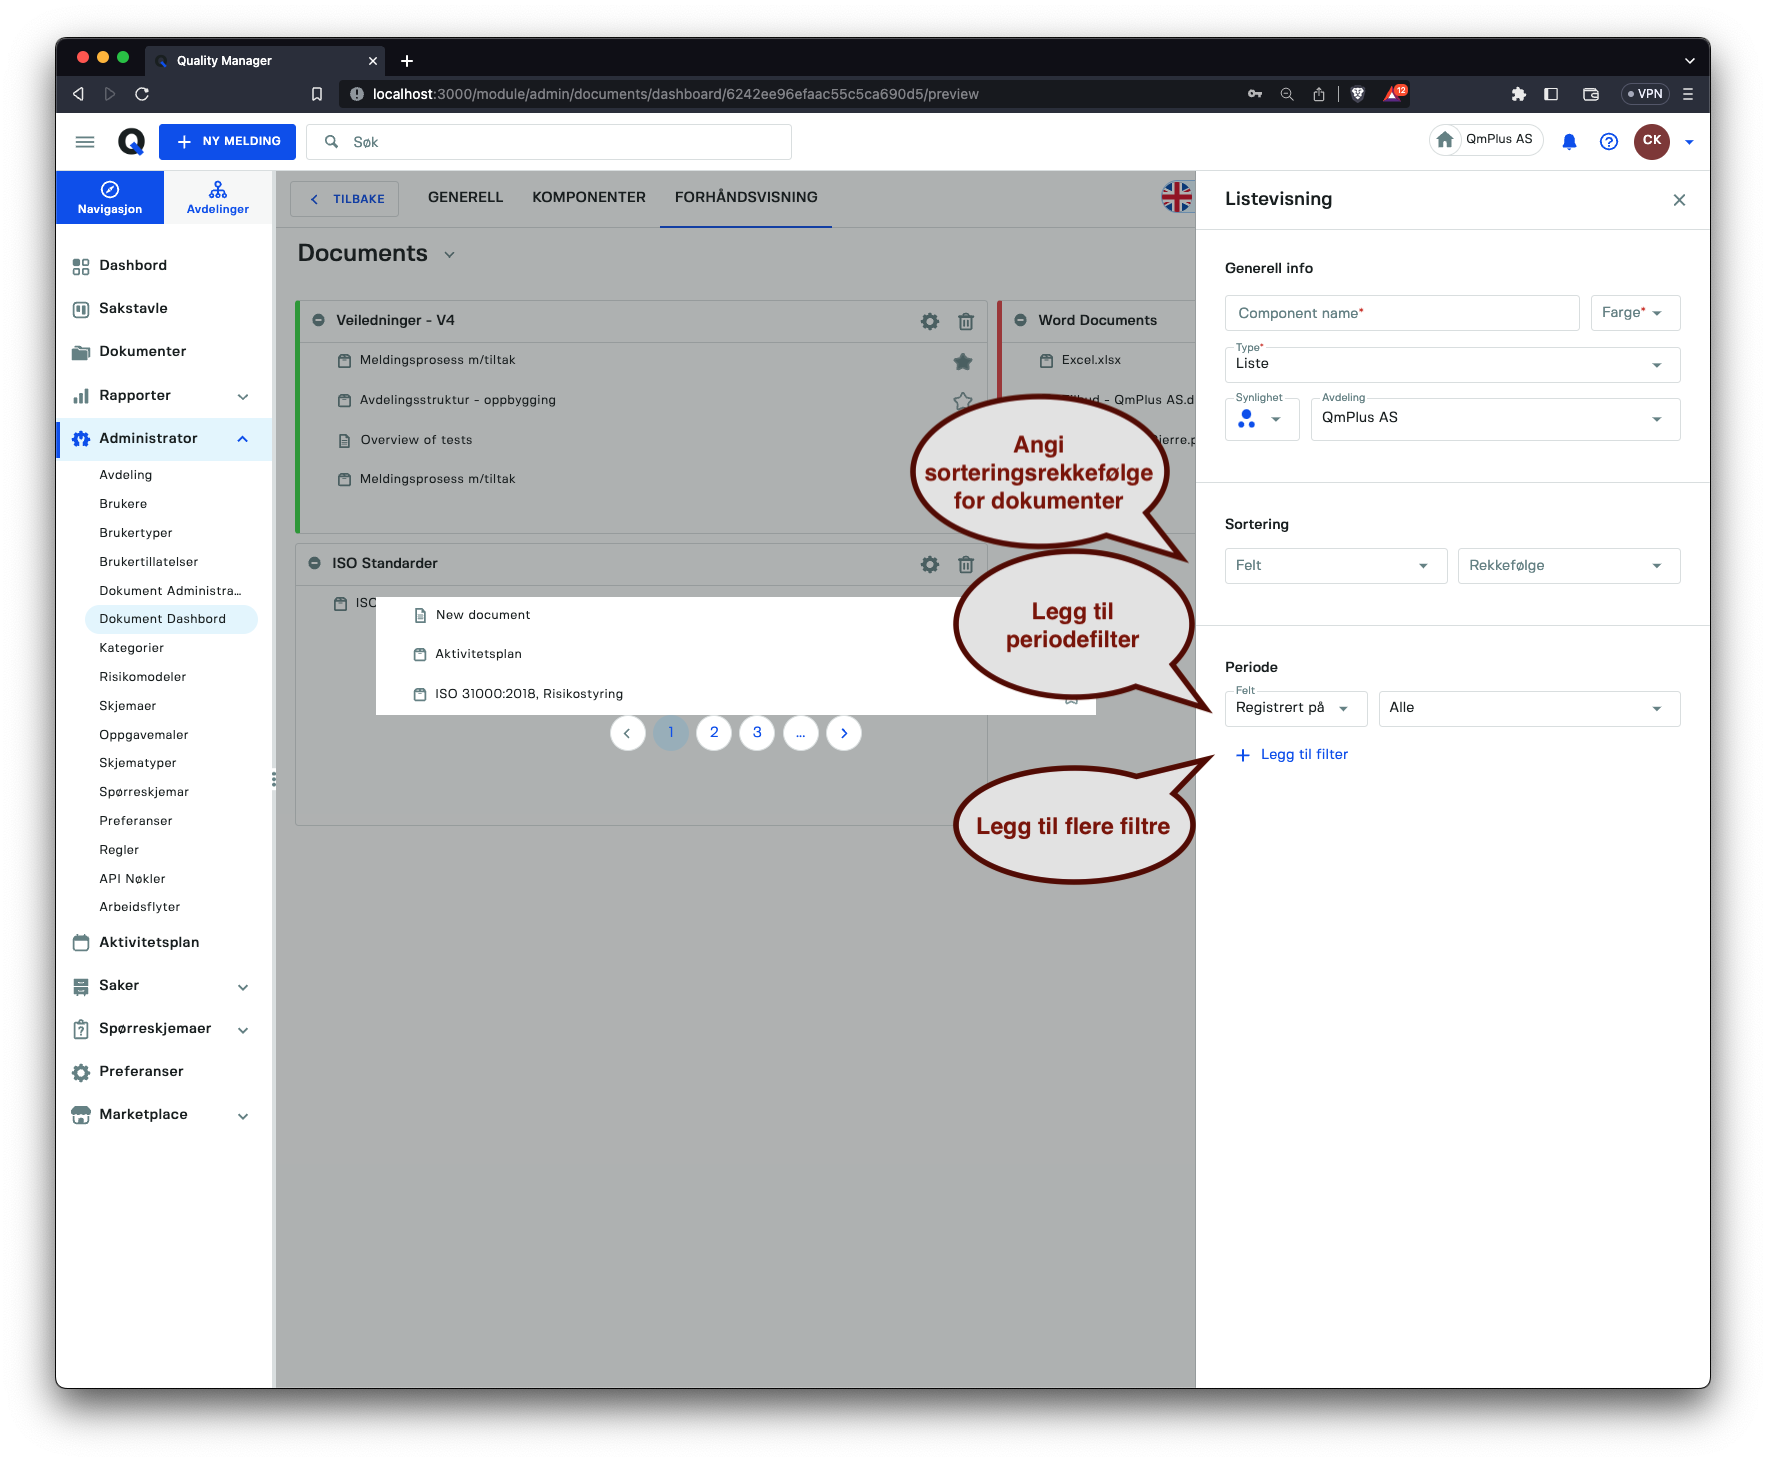 Quality Manager
localhost:3000/module/admin/documents/dashboard/6242ee96efaac55c5ca690d5/preview
12
VPN
NY MELDING
Søk
QmPlus AS
CK
Navigasjon
Avdelinger
Dashbord
Sakstavle
Dokumenter
Rapporter
Administrator
Avdeling
Brukere
Brukertyper
Brukertillatelser
Dokument Administra...
Dokument Dashbord
Kategorier
Risikomodeler
Skjemaer
Oppgavemaler
Skjematyper
Spørreskjemar
Preferanser
Regler
API Nøkler
Arbeidsflyter
Aktivitetsplan
Saker
Spørreskjemaer
Preferanser
Marketplace
TILBAKE
GENERELL
KOMPONENTER
FORHÅNDSVISNING
Documents
Veiledninger - V4
Meldingsprosess m/tiltak
Avdelingsstruktur - oppbygging
Overview of tests
Meldingsprosess m/tiltak
Word Documents
Excel.xlsx
- QmPlus AS.d
ISO Standarder
ISO
New document
Aktivitetsplan
ISO 31000:2018, Risikostyring
1 2 3 ...
Angi
sorteringsrekkefølge
for dokumenter
Legg til
periodefilter
Legg til flere filtre
Listevisning
Generell info
Component name*
Farge*
Type*
Liste
Synlighet
Avdeling
QmPlus AS
Sortering
Felt
Rekkefølge
Periode
Felt
Registrert på
Alle
Legg til filter